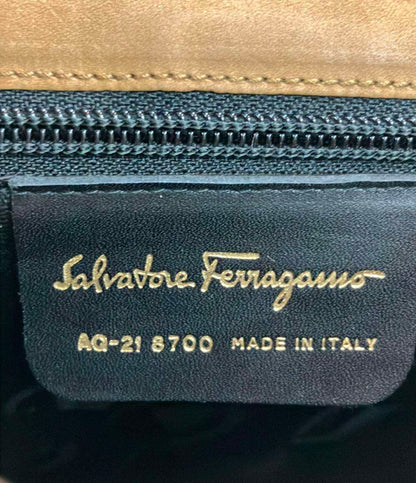 Salvatore Ferragamo
AQ-21 8700 MADE IN ITALY